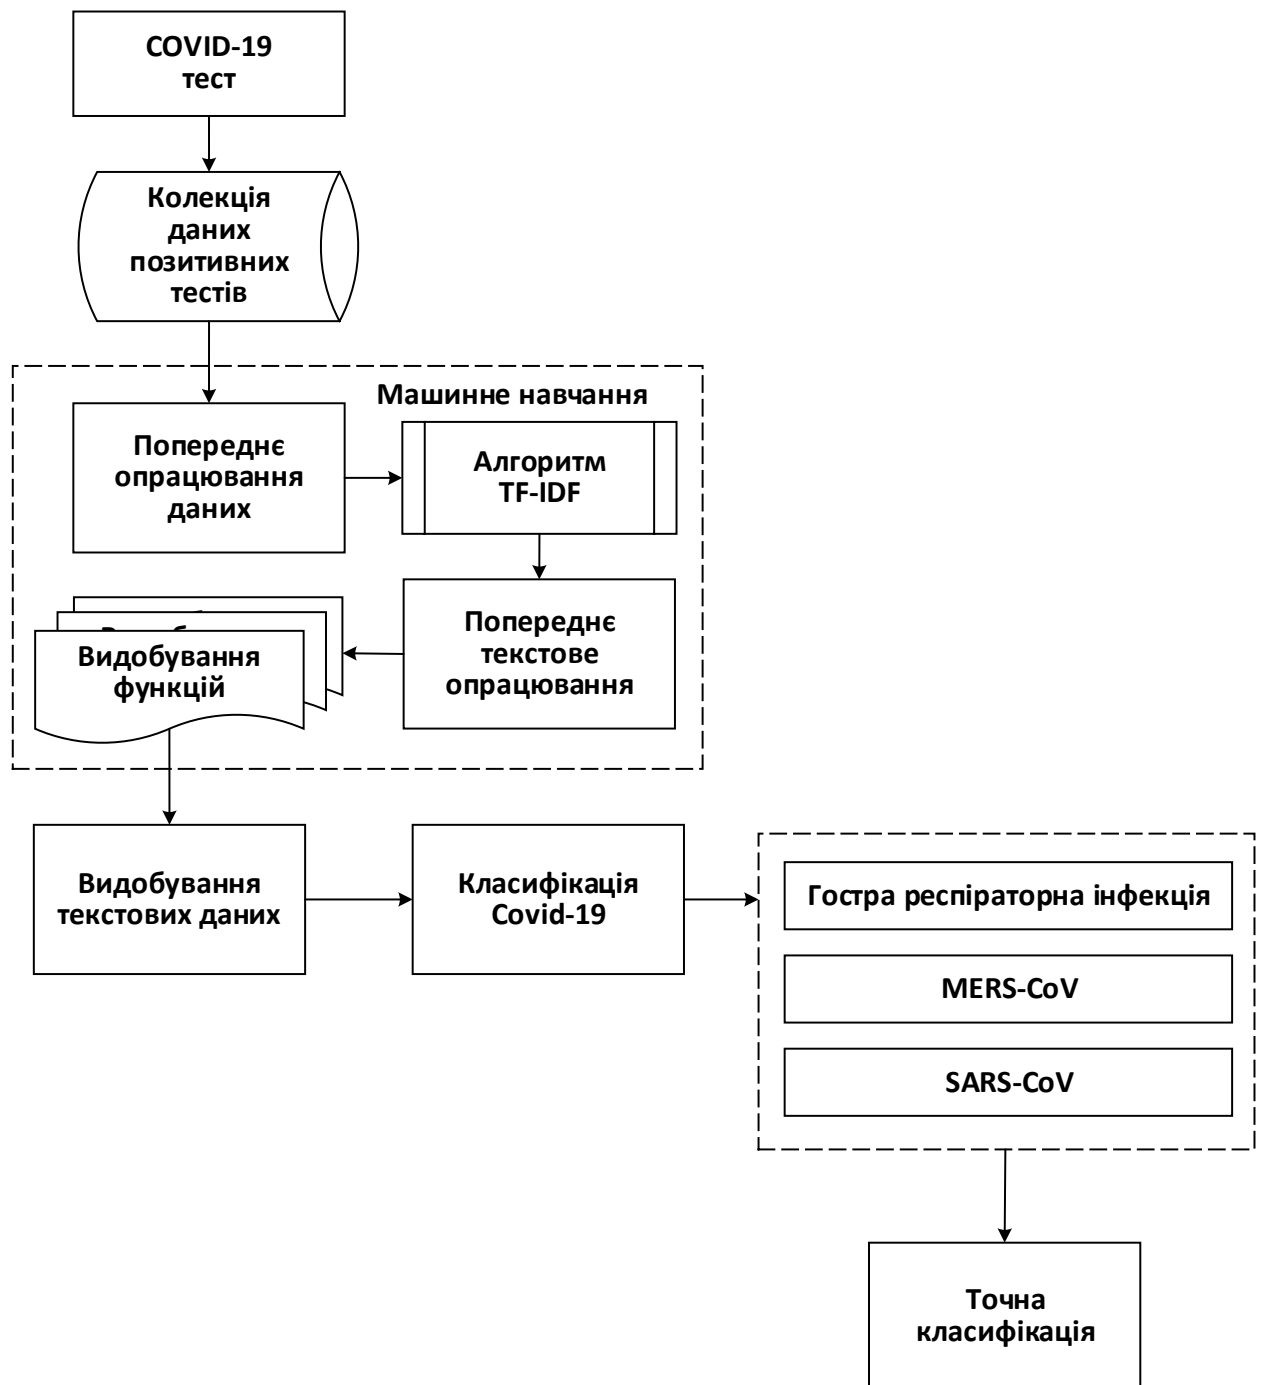 COVID-19
тест
Колекція
даних
позитивних
тестів
Машинне навчання
Попереднє
опрацювання
даних
Алгоритм
TF-IDF
Попереднє
текстове
опрацювання
Видобування
функцій
Видобування
текстових даних
Класифікація
Covid-19
Гостра респіраторна інфекція
MERS-CoV
SARS-CoV
Точна
класифікація